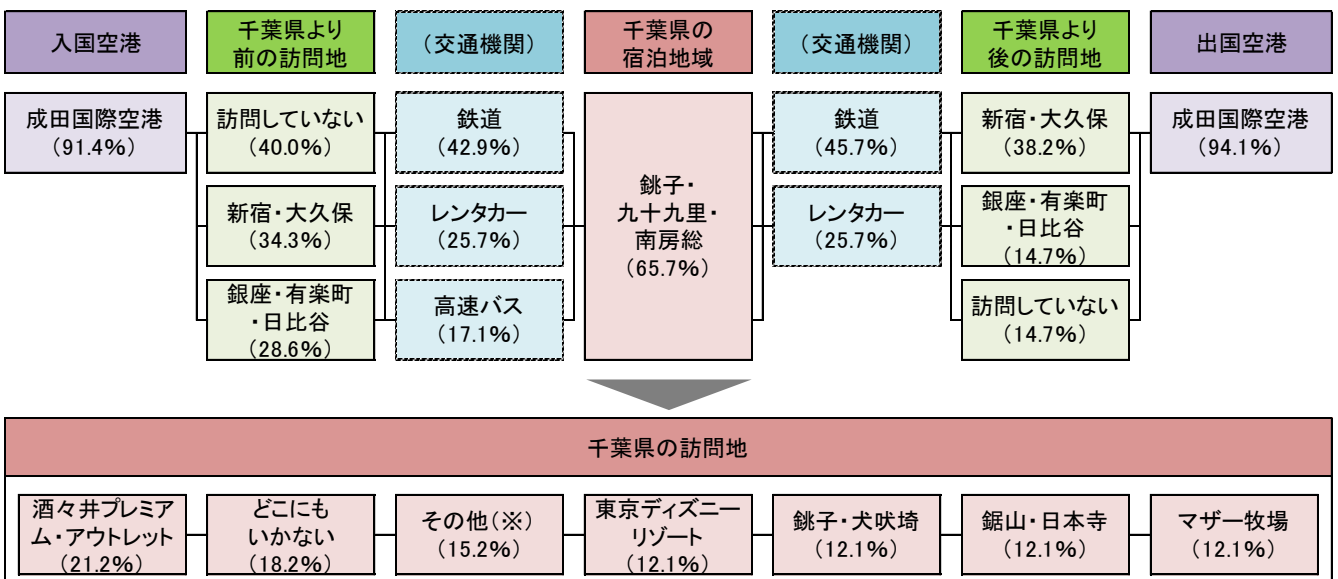 入国空港
千葉県より
前の訪問地
（交通機関）
千葉県の
宿泊地域
（交通機関）
千葉県より
後の訪問地
出国空港
成田国際空港
（91.4%）
訪問していない
（40.0%）
鉄道
（42.9%）
銚子・
九十九里・
南房総
（65.7%）
鉄道
（45.7%）
新宿・大久保
（38.2%）
成田国際空港
（94.1%）
新宿・大久保
（34.3%）
レンタカー
（25.7%）
レンタカー
（25.7%）
銀座・有楽町
・日比谷
（14.7%）
銀座・有楽町
・日比谷
（28.6%）
高速バス
（17.1%）
訪問していない
（14.7%）
千葉県の訪問地
酒々井プレミア
ム・アウトレット
（21.2%）
どこにも
いかない
（18.2%）
その他（※）
（15.2%）
東京ディズニー
リゾート
（12.1%）
銚子・犬吠埼
（12.1%）
鋸山・日本寺
（12.1%）
マザー牧場
（12.1%）